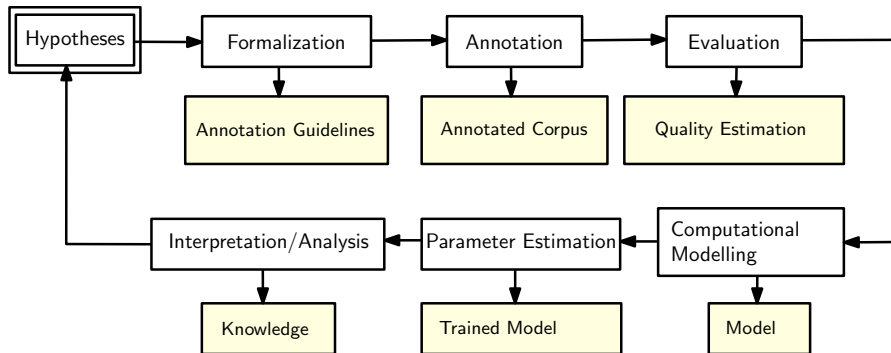 Hypotheses
Formalization
Annotation
Evaluation
Annotation Guidelines
Annotated Corpus
Quality Estimation
Interpretation/Analysis
Parameter Estimation
Computational
Modelling
Knowledge
Trained Model
Model